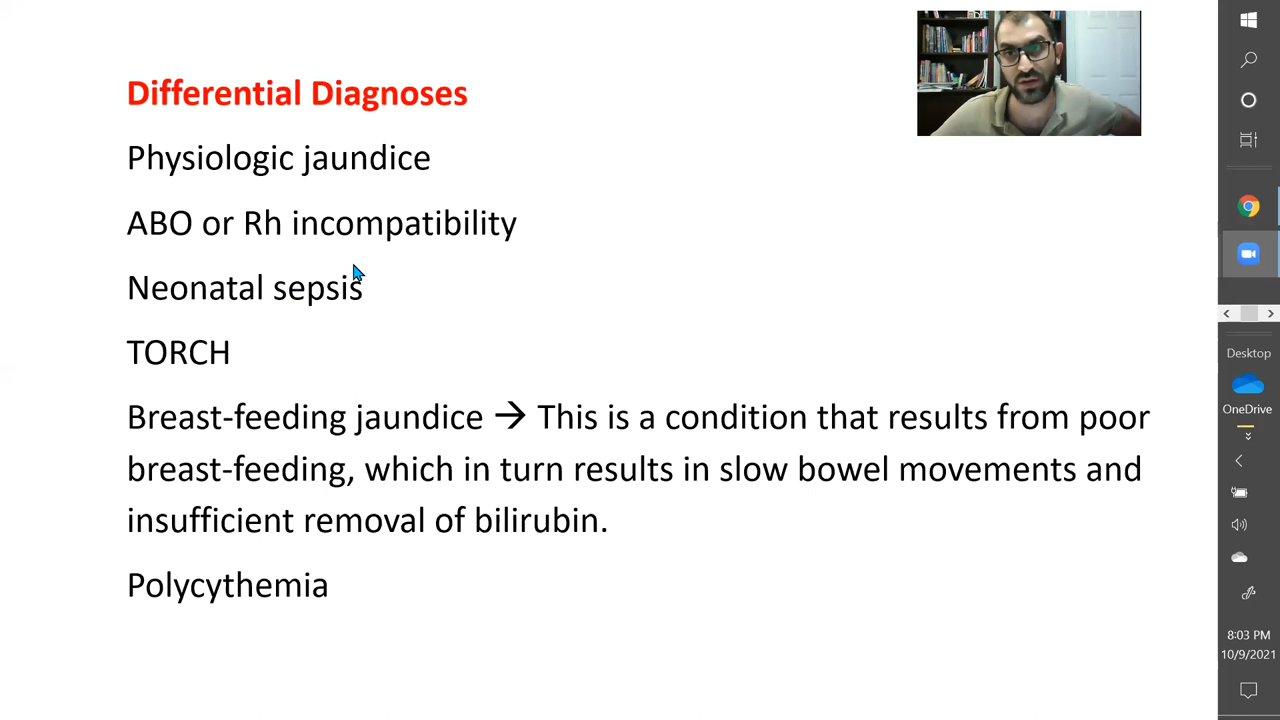 Differential Diagnoses
Physiologic jaundice
ABO or Rh incompatibility
Neonatal sepsis
TORCH
Breast-feeding jaundice → This is a condition that results from poor
breast-feeding, which in turn results in slow bowel movements and
insufficient removal of bilirubin.
Polycythemia
Desktop
OneDrive
8:03 PM
10/9/2021